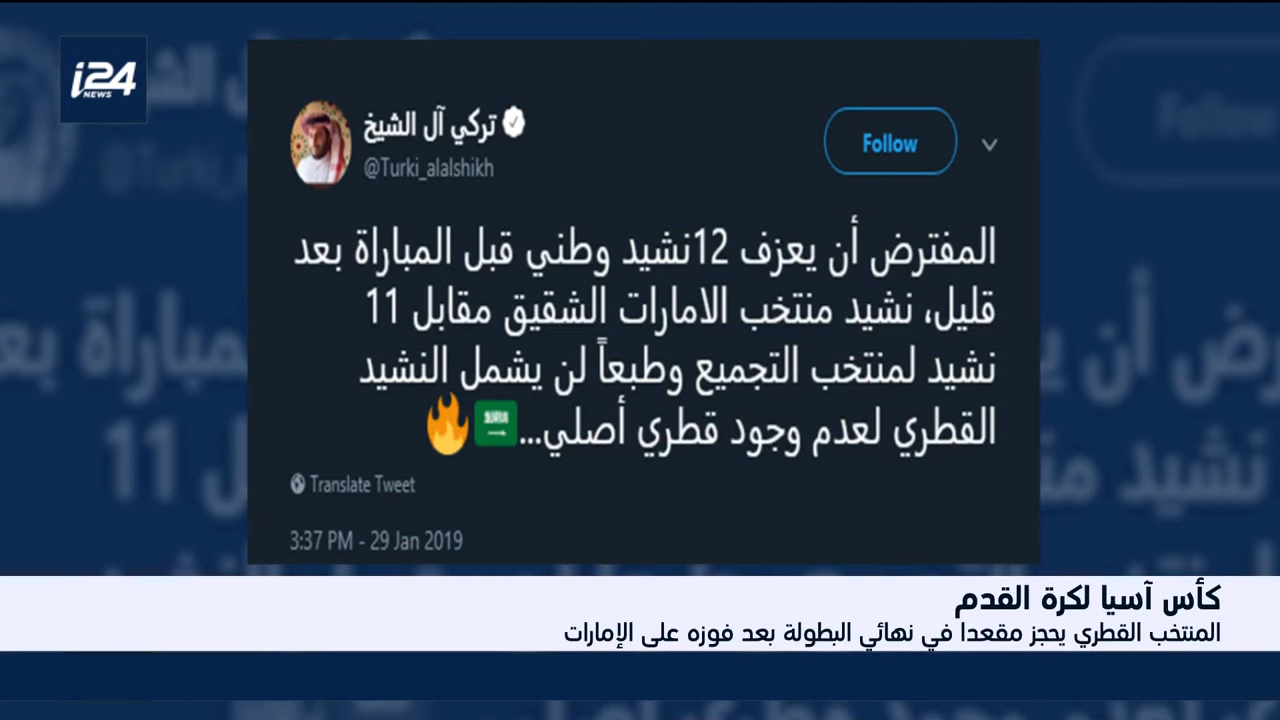 i24
NEWS
تركي آل الشيخ
@Turki_alalshikh
Follow
المفترض أن يعزف 12نشيد وطني قبل المباراة بعد
قليل، نشيد منتخب الامارات الشقيق مقابل 11
نشيد لمنتخب التجميع وطبعاً لن يشمل النشيد
القطري لعدم وجود قطري أصلي...🇸🇦🔥
Translate Tweet
3:37 PM - 29 Jan 2019
كأس آسيا لكرة القدم
المنتخب القطري يحجز مقعدا في نهائي البطولة بعد فوزه على الإمارات